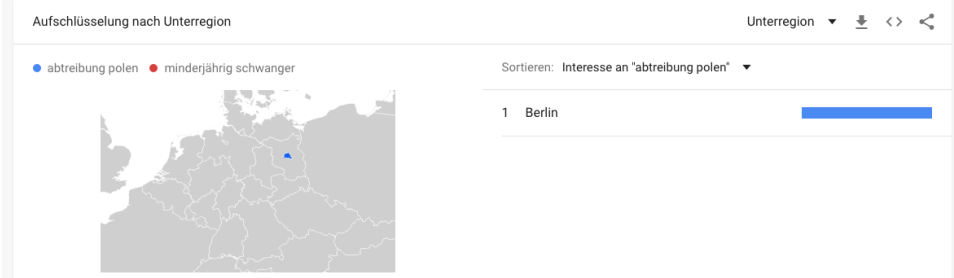 Aufschlüsselung nach Unterregion
Unterregion
abtreibung polen minderjährig schwanger
Sortieren: Interesse an "abtreibung polen"
1 Berlin